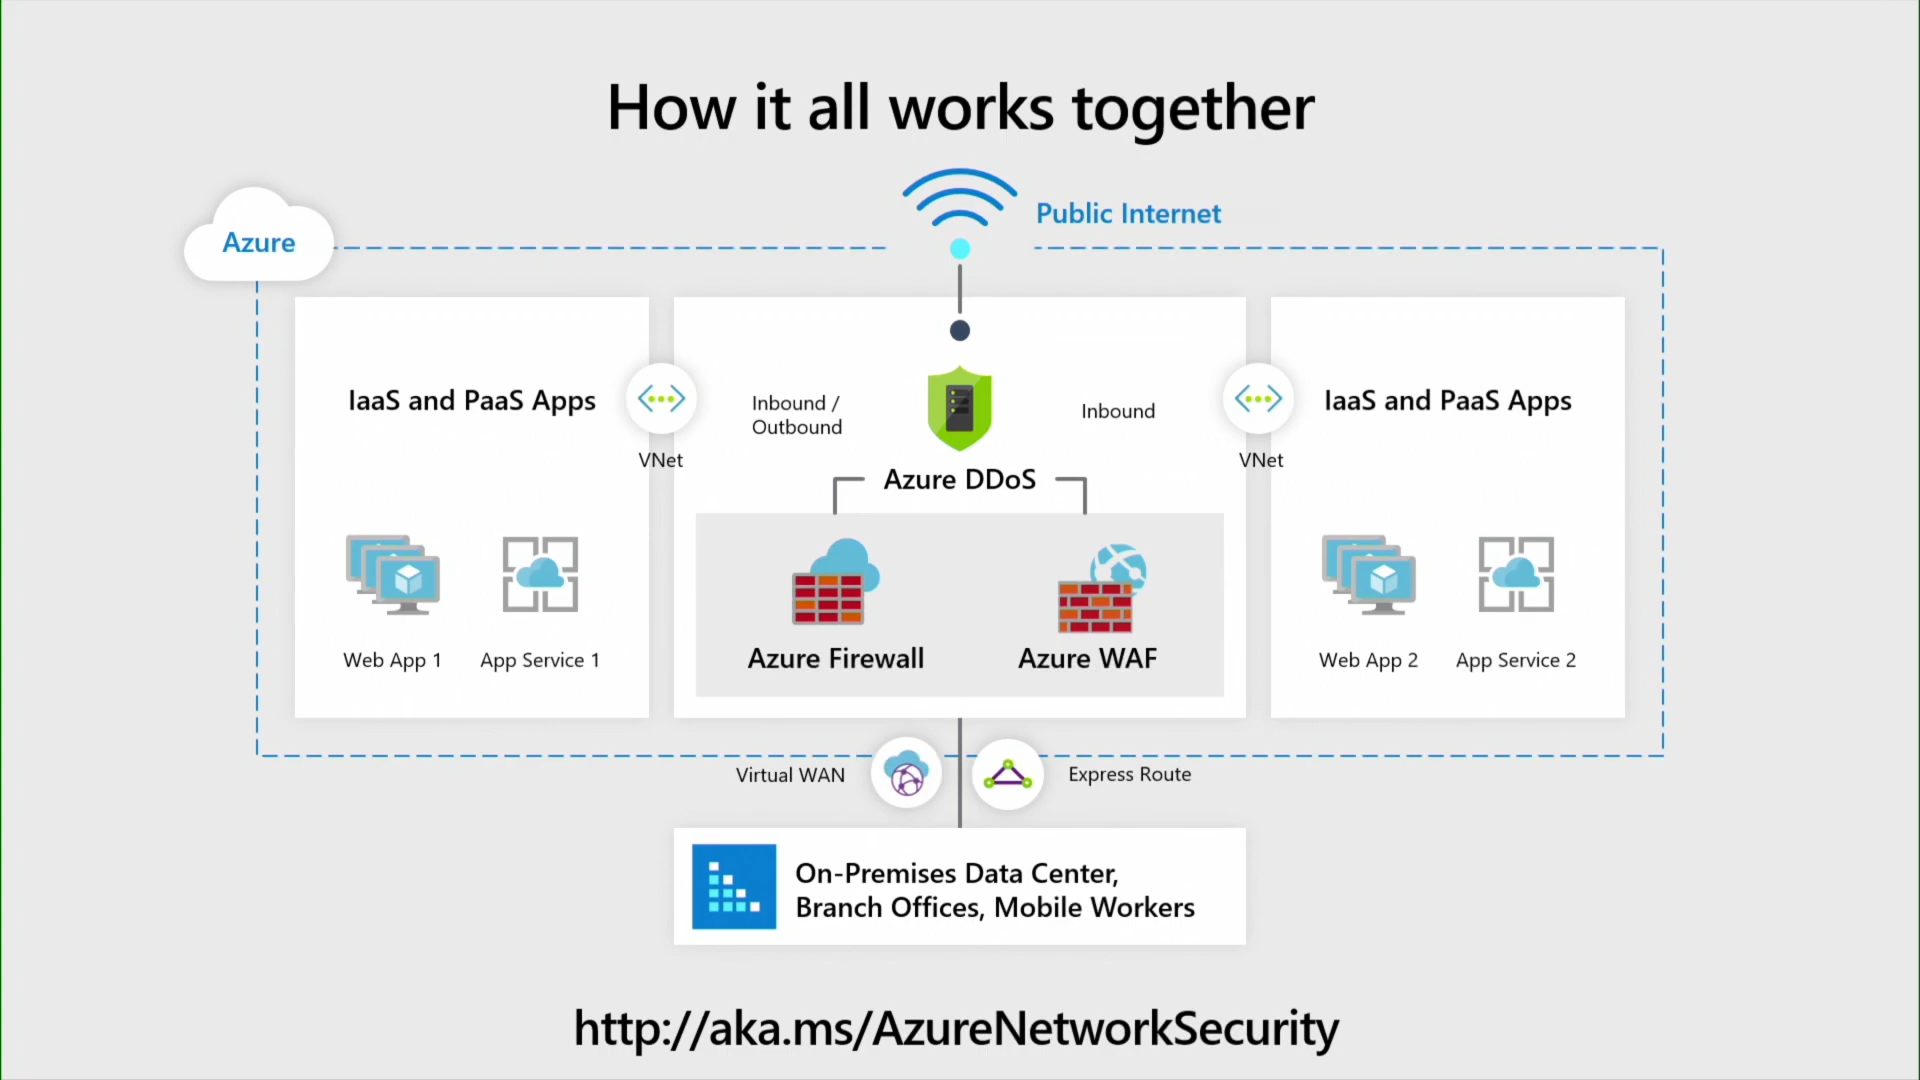 How it all works together
Public Internet
Azure
IaaS and PaaS Apps
VNet
Web App 1
App Service 1
Inbound /
Outbound
Inbound
Azure DDoS
Azure Firewall
Azure WAF
IaaS and PaaS Apps
VNet
Web App 2
App Service 2
Virtual WAN
Express Route
On-Premises Data Center,
Branch Offices, Mobile Workers
http://aka.ms/AzureNetworkSecurity